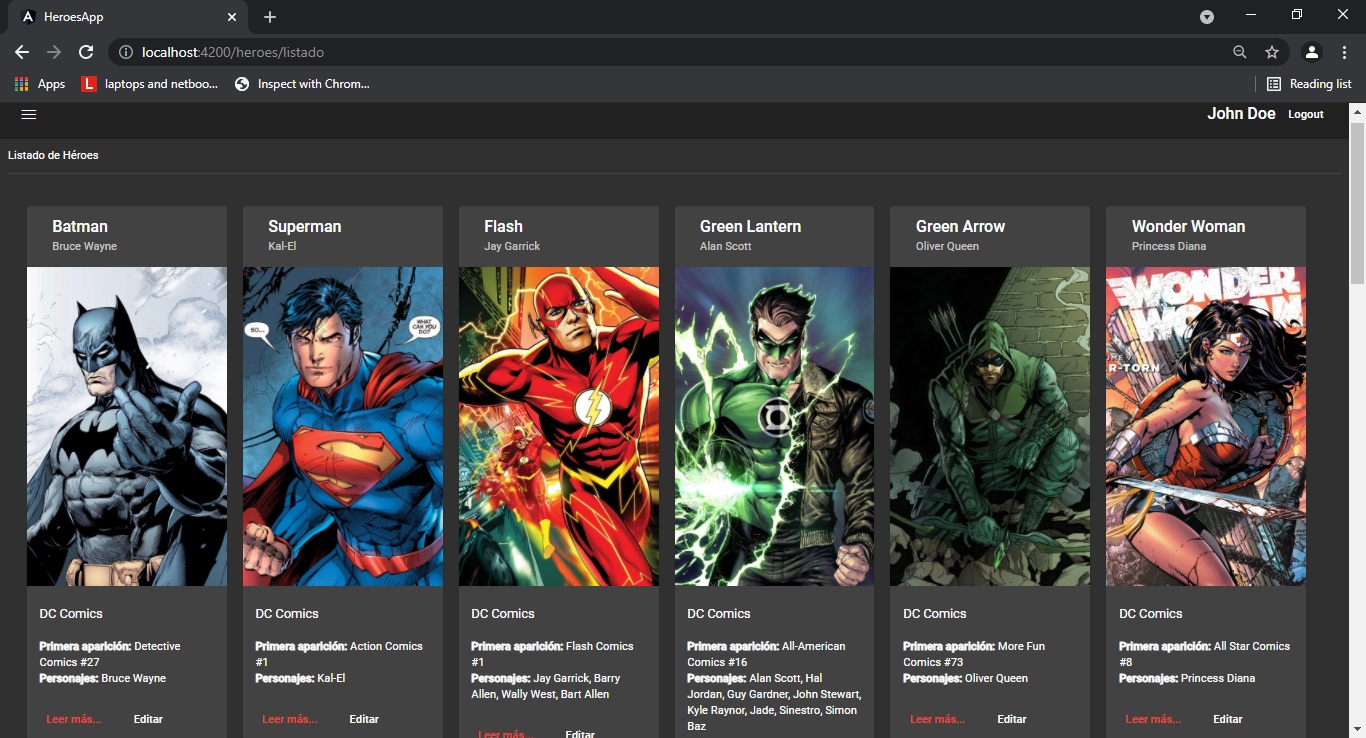 HeroesApp
localhost:4200/heroes/listado
Apps
laptops and netboo...
Inspect with Chrom...
Reading list
John Doe
Logout
Listado de Héroes
Batman
Bruce Wayne
SO...
DC Comics
Primera aparición: Detective
Comics #27
Personajes: Bruce Wayne
Leer más...
Editar
Superman
Kal-El
WHAT
CAN YOU
DO?
DC Comics
Primera aparición: Action Comics
#1
Personajes: Kal-El
Leer más...
Editar
Flash
Jay Garrick
DC Comics
Primera aparición: Flash Comics
#1
Personajes: Jay Garrick, Barry
Allen, Wally West, Bart Allen
Leer más...
Editar
Green Lantern
Alan Scott
DC Comics
Primera aparición: All-American
Comics #16
Personajes: Alan Scott, Hal
Jordan, Guy Gardner, John Stewart,
Kyle Raynor, Jade, Sinestro, Simon
Baz
Green Arrow
Oliver Queen
DC Comics
Primera aparición: More Fun
Comics #73
Personajes: Oliver Queen
Leer más...
Editar
Wonder Woman
Princess Diana
WONDER
WOMAN
R-TORN
DC Comics
Primera aparición: All Star Comics
#8
Personajes: Princess Diana
Leer más...
Editar